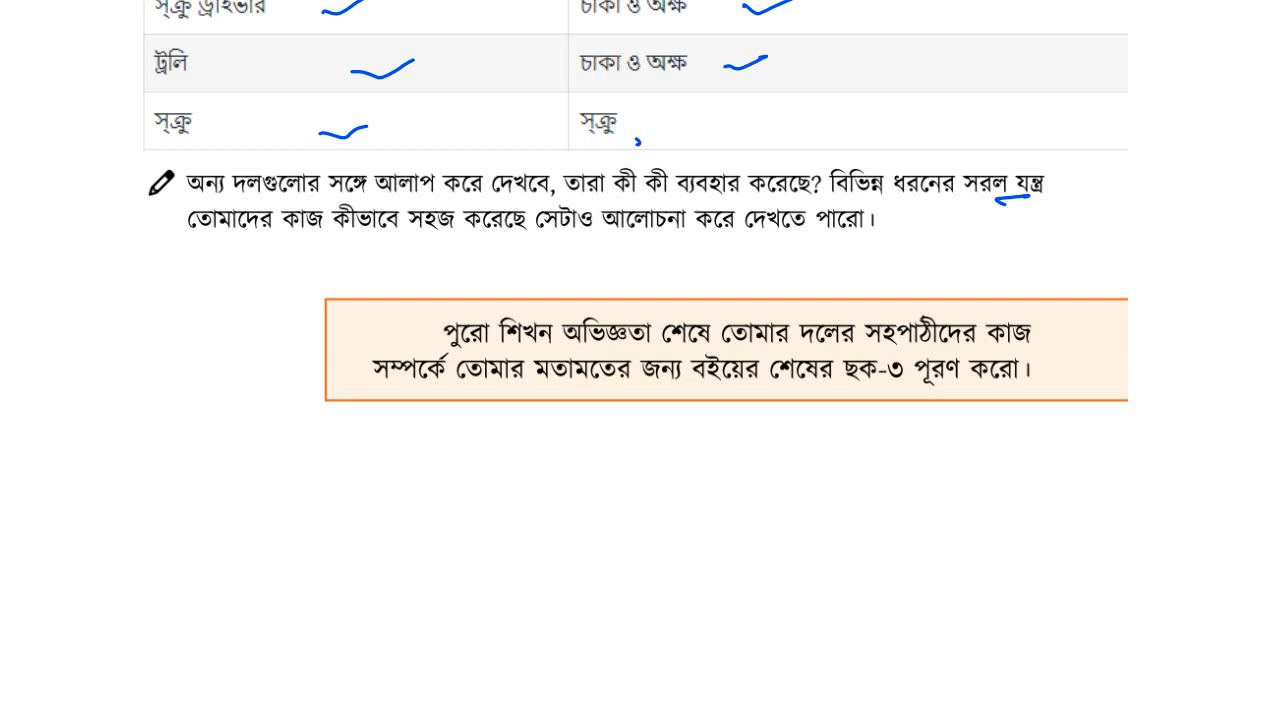 স্ক্রু ড্রাইভার চাকা ও অক্ষ
ট্রলি চাকা ও অক্ষ
স্ক্রু স্ক্রু
অন্য দলগুলোর সঙ্গে আলাপ করে দেখবে, তারা কী কী ব্যবহার করেছে? বিভিন্ন ধরনের সরল যন্ত্র
তোমাদের কাজ কীভাবে সহজ করেছে সেটাও আলোচনা করে দেখতে পারো।
পুরো শিখন অভিজ্ঞতা শেষে তোমার দলের সহপাঠীদের কাজ
সম্পর্কে তোমার মতামতের জন্য বইয়ের শেষের ছক-৩ পূরণ করো।